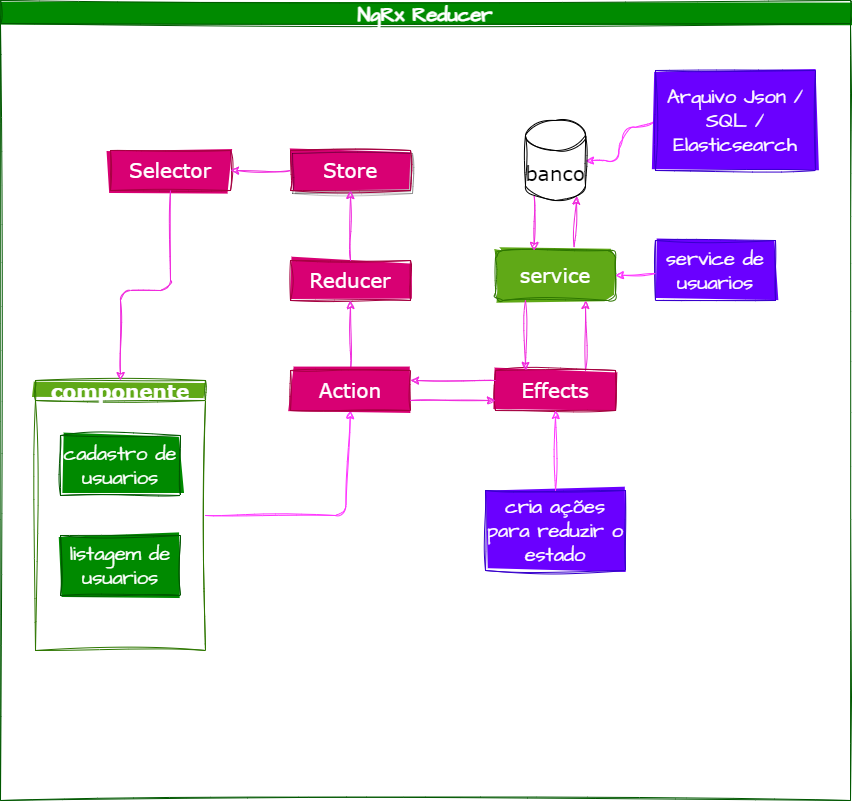 NgRx Reducer
Arquivo Json /
SQL /
Elasticsearch
Selector
Store
banco
Reducer
service
service de
usuarios
Action
Effects
componente
cadastro de
usuarios
listagem de
usuarios
cria ações
para reduzir o
estado